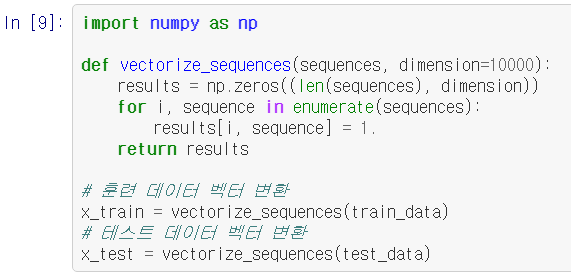 In [9]:
import numpy as np
def vectorize_sequences(sequences, dimension=10000):
    results = np.zeros((len(sequences), dimension))
    for i, sequence in enumerate(sequences):
        results[i, sequence] = 1.
    return results
# 훈련 데이터 벡터 변환
x_train = vectorize_sequences(train_data)
# 테스트 데이터 벡터 변환
x_test = vectorize_sequences(test_data)